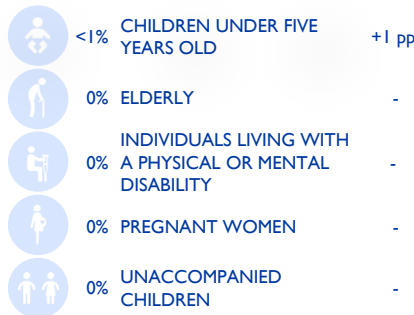 <1% CHILDREN UNDER FIVE YEARS OLD +1 pp
0% ELDERLY -
0% INDIVIDUALS LIVING WITH A PHYSICAL OR MENTAL DISABILITY -
0% PREGNANT WOMEN -
0% UNACCOMPANIED CHILDREN -